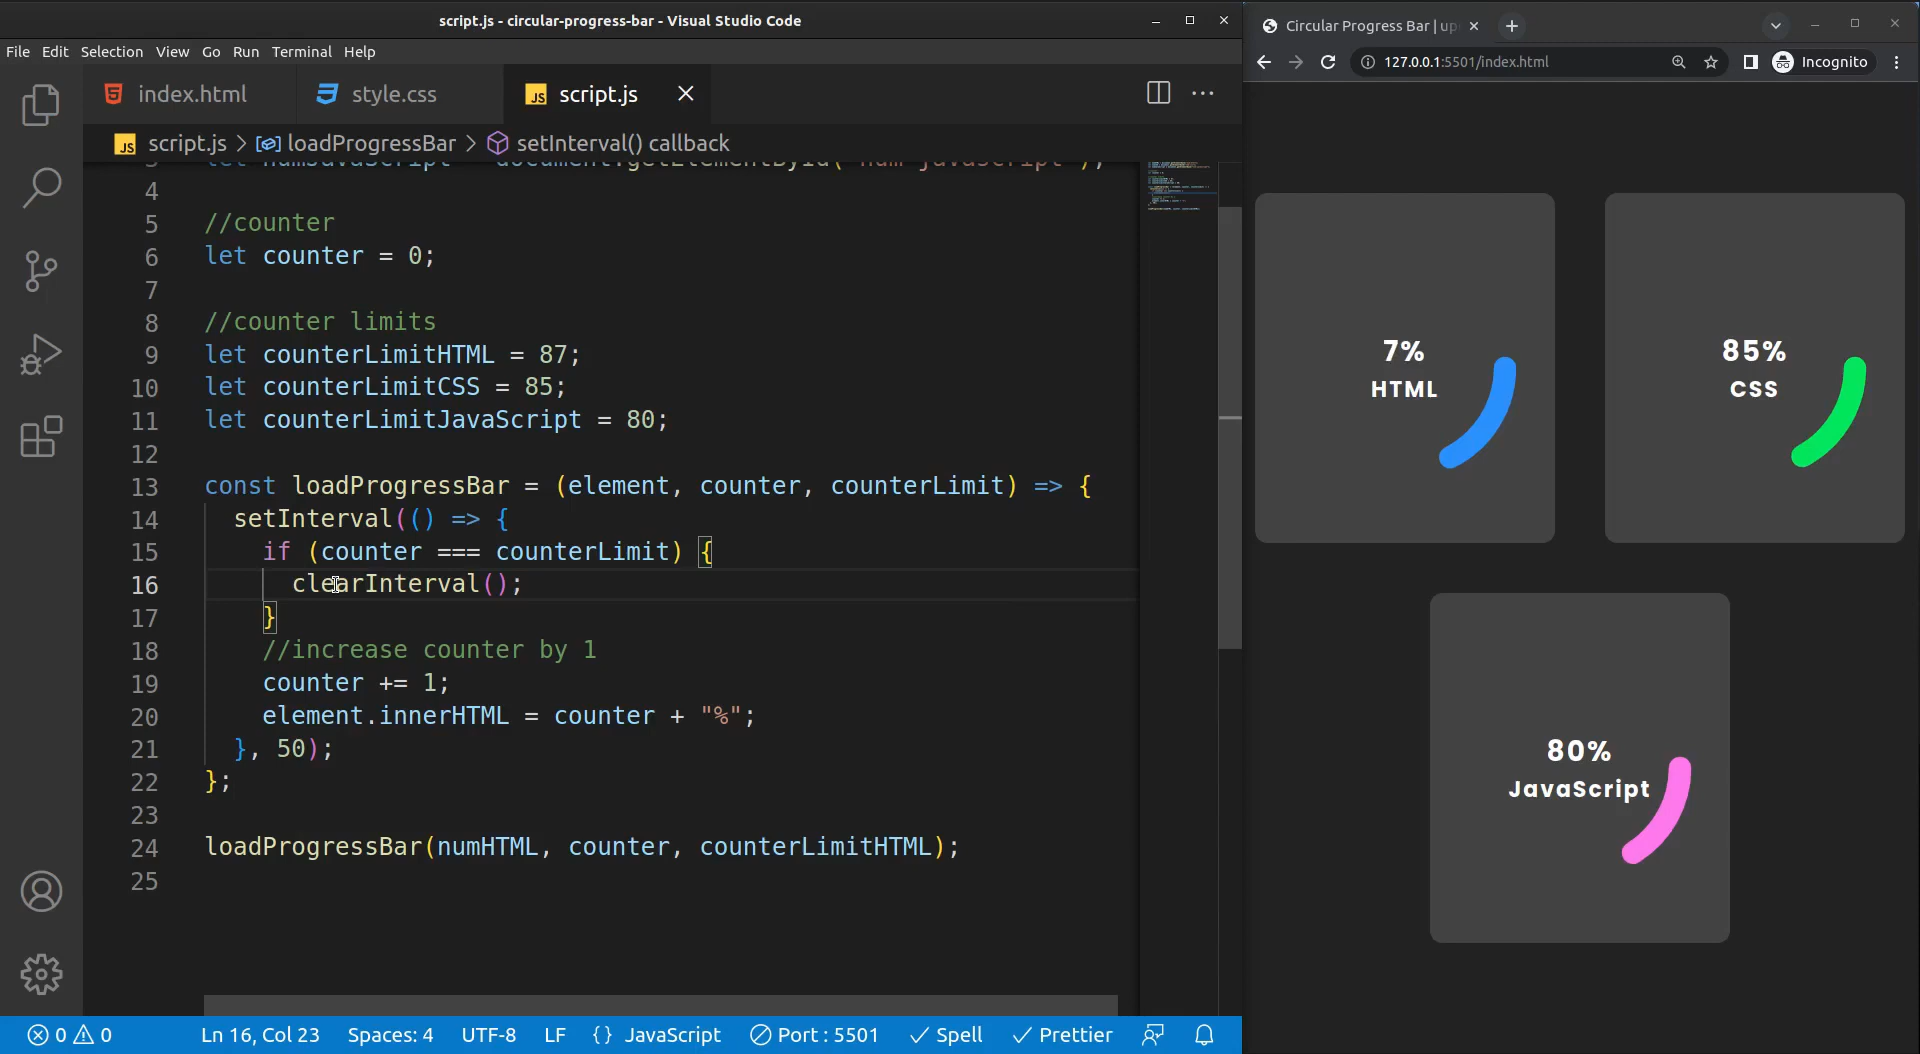 script.js - circular-progress-bar - Visual Studio Code
File Edit Selection View Go Run Terminal Help
index.html style.css JS script.js
JS script.js > loadProgressBar > setInterval() callback
4
5 //counter
6 let counter = 0;
7
8 //counter limits
9 let counterLimitHTML = 87;
10 let counterLimitCSS = 85;
11 let counterLimitJavaScript = 80;
12
13 const loadProgressBar = (element, counter, counterLimit) => {
14 setInterval(() => {
15 if (counter === counterLimit) {
16 clearInterval();
17 }
18 //increase counter by 1
19 counter += 1;
20 element.innerHTML = counter + "%";
21 }, 50);
22 };
23
24 loadProgressBar(numHTML, counter, counterLimitHTML);
25
0 0 Ln 16, Col 23 Spaces: 4 UTF-8 LF {} JavaScript Port : 5501 Spell Prettier
Circular Progress Bar | up
127.0.0.1:5501/index.html Incognito
7%
HTML
85%
CSS
80%
JavaScript